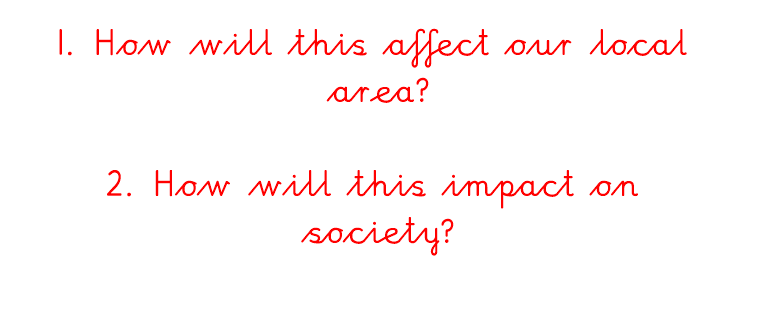 1. How will this affect our local
area?
2. How will this impact on
society?